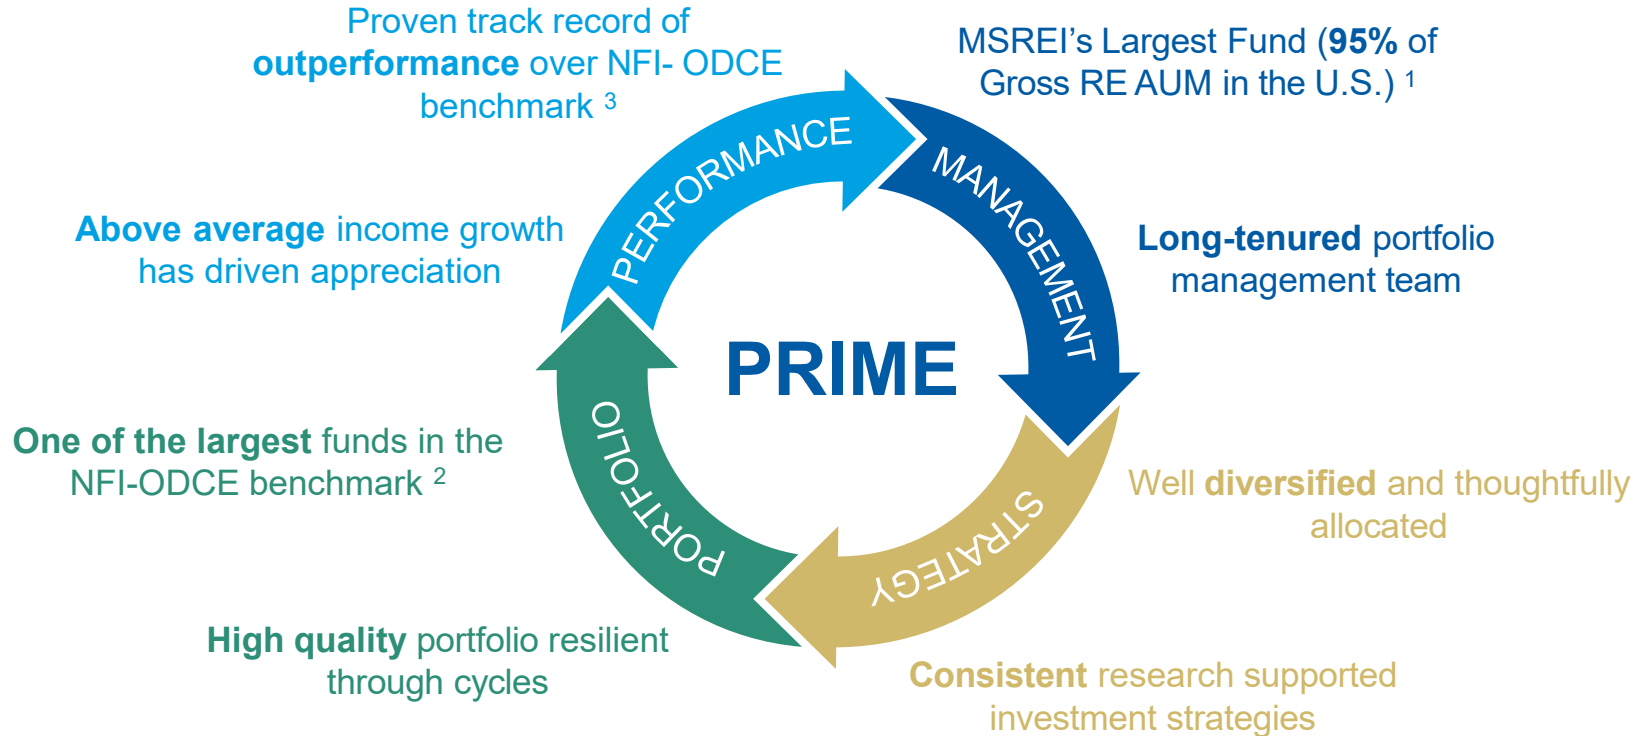 Proven track record of
outperformance over NFI- ODCE
benchmark 3
MSREI's Largest Fund (95% of
Gross RE AUM in the U.S.) 1
PERFORMANCE
MANAGEMENT
Above average income growth
has driven appreciation
Long-tenured portfolio
management team
PRIME
One of the largest funds in the
NFI-ODCE benchmark 2
PORTFOLIO
STRATEGY
Well diversified and thoughtfully
allocated
High quality portfolio resilient
through cycles
Consistent research supported
investment strategies